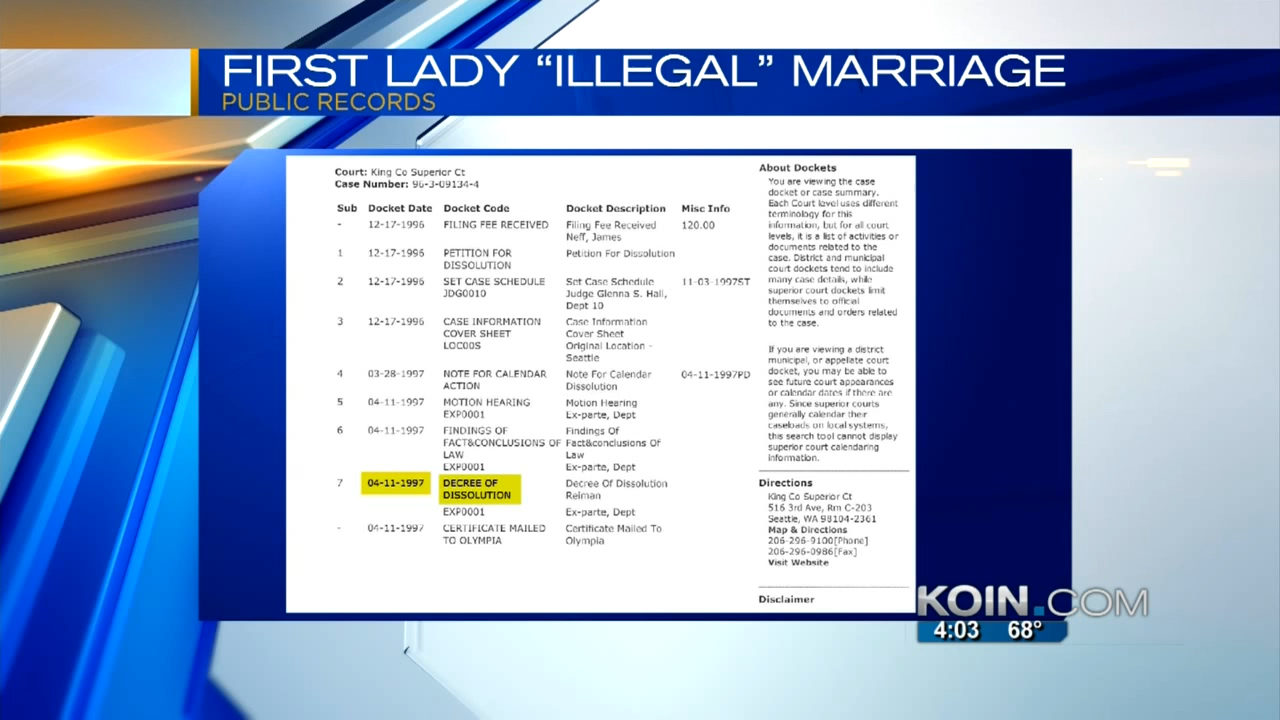 FIRST LADY “ILLEGAL” MARRIAGE
PUBLIC RECORDS
Court: King Co Superior Ct
Case Number: 96-3-09134-4
Sub Docket Date Docket Code Docket Description Misc Info
- 12-17-1996 FILING FEE RECEIVED Filing Fee Received 120.00
Neff, James
1 12-17-1996 PETITION FOR Petition For Dissolution
DISSOLUTION
2 12-17-1996 SET CASE SCHEDULE Set Case Schedule 11-03-1997ST
JDG0010 Judge Glenna S. Hall,
Dept 10
3 12-17-1996 CASE INFORMATION Case Information
COVER SHEET Cover Sheet
LOC00S Original Location -
Seattle
4 03-28-1997 NOTE FOR CALENDAR Note For Calendar 04-11-1997PD
ACTION Dissolution
5 04-11-1997 MOTION HEARING Motion Hearing
EXP0001 Ex-parte, Dept
6 04-11-1997 FINDINGS OF Findings Of
FACT&CONCLUSIONS OF Fact&conclusions Of
LAW Law
EXP0001 Ex-parte, Dept
7 04-11-1997 DECREE OF Decree Of Dissolution
DISSOLUTION Reiman
EXP0001 Ex-parte, Dept
- 04-11-1997 CERTIFICATE MAILED Certificate Mailed To
TO OLYMPIA Olympia
About Dockets
You are viewing the case
docket or case summary.
Each Court level uses different
terminology for this
information, but for all court
levels, it is a list of activities or
documents related to the
case. District and municipal
court dockets tend to include
many case details, while
superior court dockets limit
themselves to official
documents and orders related
to the case.
If you are viewing a district
municipal, or appellate court
docket, you may be able to
see future court appearances
or calendar dates if there are
any. Since superior courts
generally calendar their
caseloads on local systems,
this search tool cannot display
superior court calendaring
information.
Directions
King Co Superior Ct
516 3rd Ave, Rm C-203
Seattle, WA 98104-2361
Map & Directions
206-296-9100[Phone]
206-296-0986[Fax]
Visit Website
Disclaimer
KOIN.COM
4:03 68°